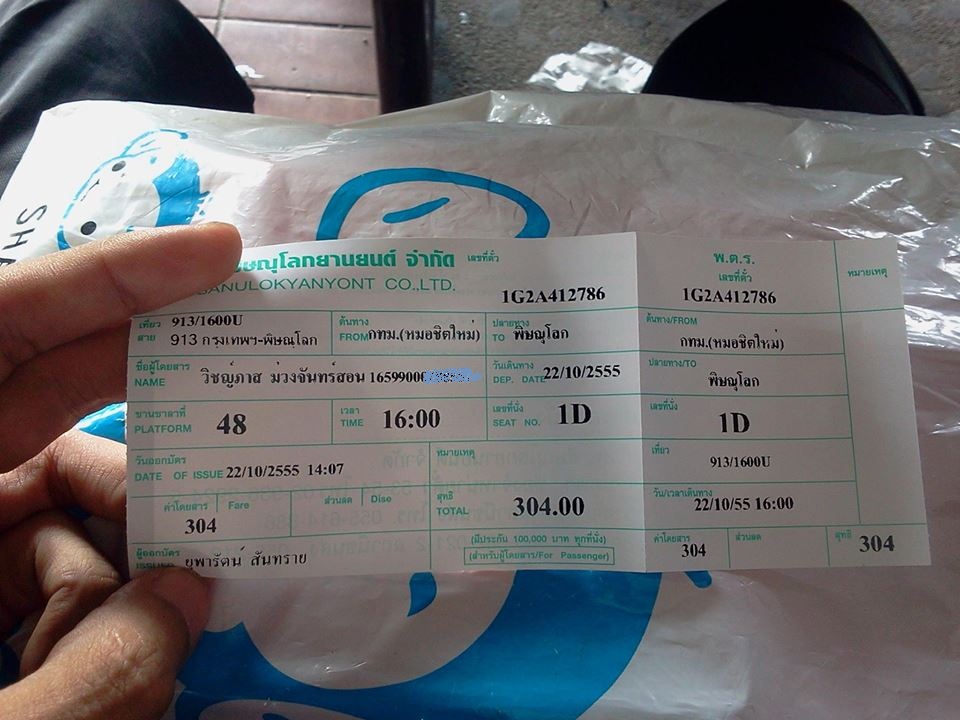 SH
ษณุโลกยานยนต์ จำกัด เลขที่ตั๋ว
SANULOKYANYONT CO.,LTD. 1G2A412786
เที่ยว 913/1600U
สาย 913 กรุงเทพฯ-พิษณุโลก
ต้นทาง
FROM กทม.(หมอชิตใหม่)
ปลายทาง
TO พิษณุโลก
ชื่อผู้โดยสาร
NAME วิชญ์ภาส ม่วงจันทร์สอน 16599000
วันเดินทาง
DEP. DATE 22/10/2555
ชานชาลาที่
PLATFORM 48
เวลา
TIME 16:00
เลขที่นั่ง
SEAT NO. 1D
วันออกบัตร
DATE OF ISSUE 22/10/2555 14:07
หมายเหตุ
ค่าโดยสาร Fare ส่วนลด Disc
304
สุทธิ
TOTAL 304.00
ผู้ออกบัตร
ISSUER ยุพารัตน์ สันทราย
(มีประกัน 100,000 บาท ทุกที่นั่ง)
(สำหรับผู้โดยสาร/For Passenger)
พ.ต.ร.
เลขที่ตั๋ว
1G2A412786
หมายเหตุ
ต้นทาง/FROM
กทม.(หมอชิตใหม่)
ปลายทาง/TO
พิษณุโลก
เลขที่นั่ง
1D
เที่ยว
913/1600U
วัน/เวลาเดินทาง
22/10/55 16:00
ค่าโดยสาร
304
ส่วนลด
สุทธิ 304